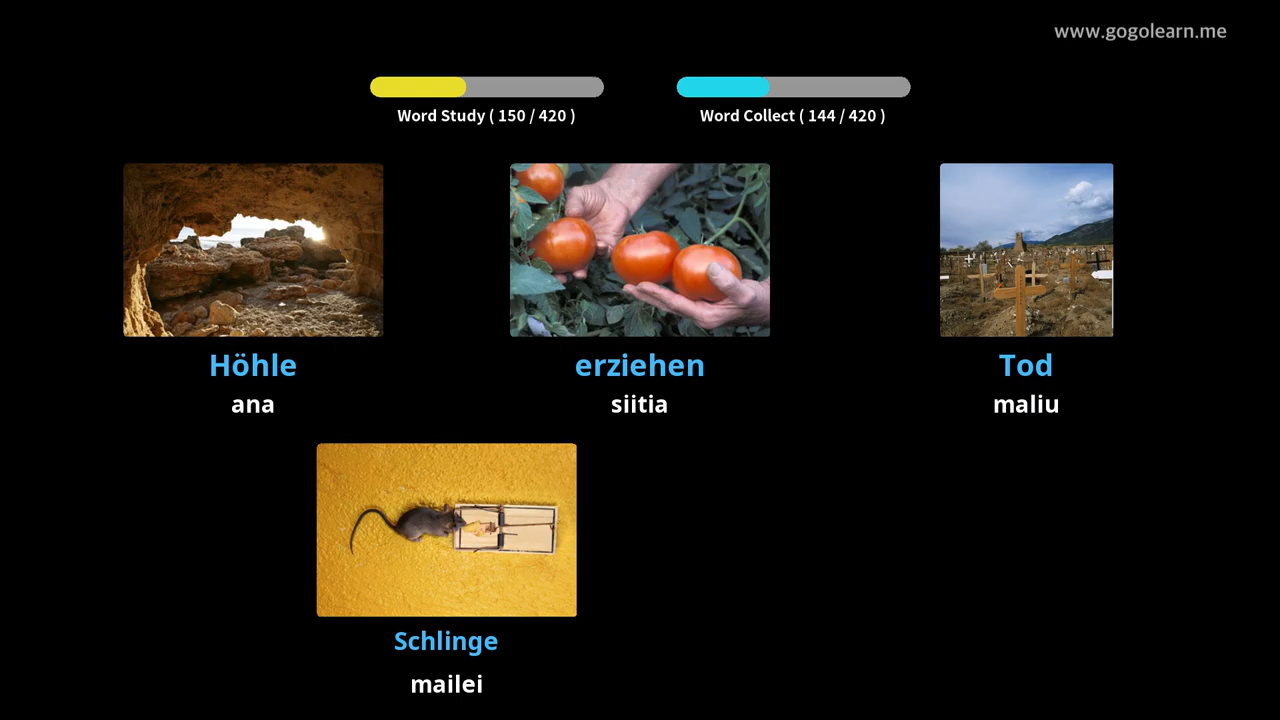 www.gogolearn.me
Word Study ( 150 / 420 )
Word Collect ( 144 / 420 )
Höhle
ana
erziehen
siitia
Tod
maliu
Schlinge
mailei